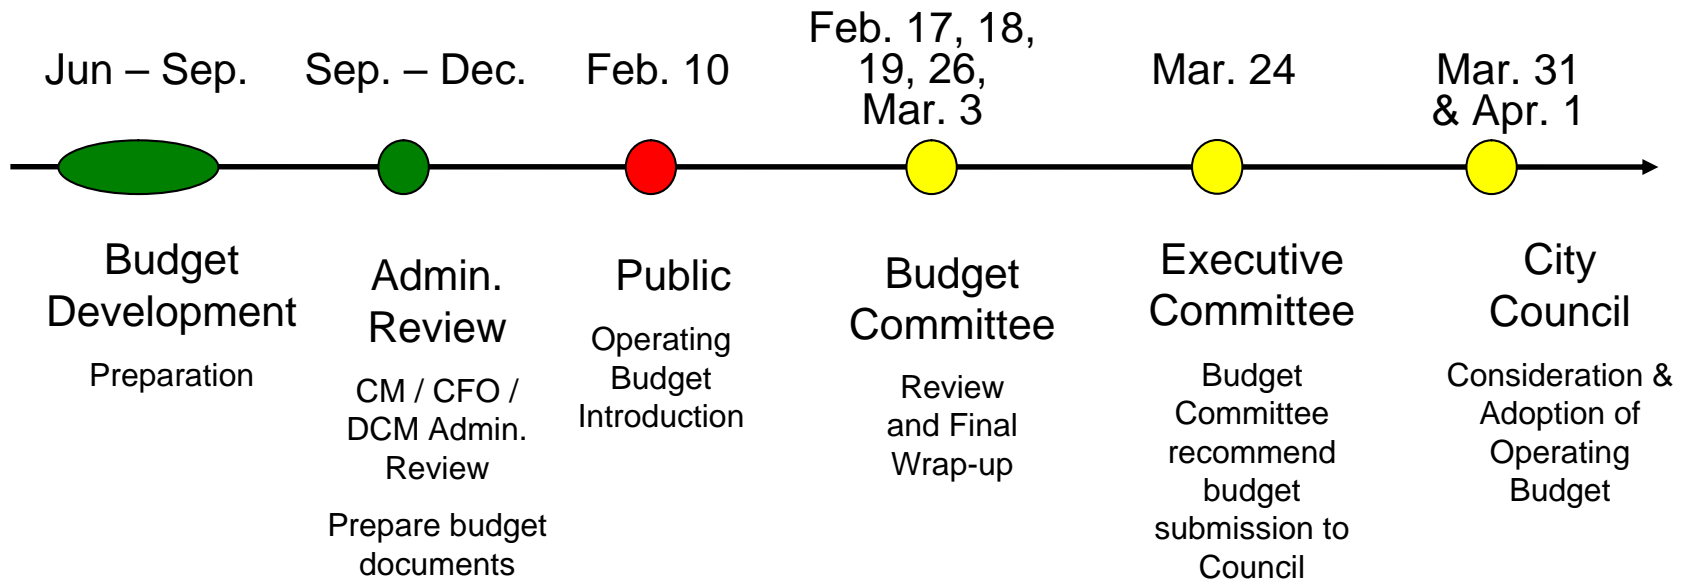 Jun – Sep.
Sep. – Dec.
Feb. 10
Feb. 17, 18,
19, 26,
Mar. 3
Mar. 24
Mar. 31
& Apr. 1
Budget
Development
Preparation
Admin.
Review
CM / CFO /
DCM Admin.
Review
Prepare budget
documents
Public
Operating
Budget
Introduction
Budget
Committee
Review
and Final
Wrap-up
Executive
Committee
Budget
Committee
recommend
budget
submission to
Council
City
Council
Consideration &
Adoption of
Operating
Budget